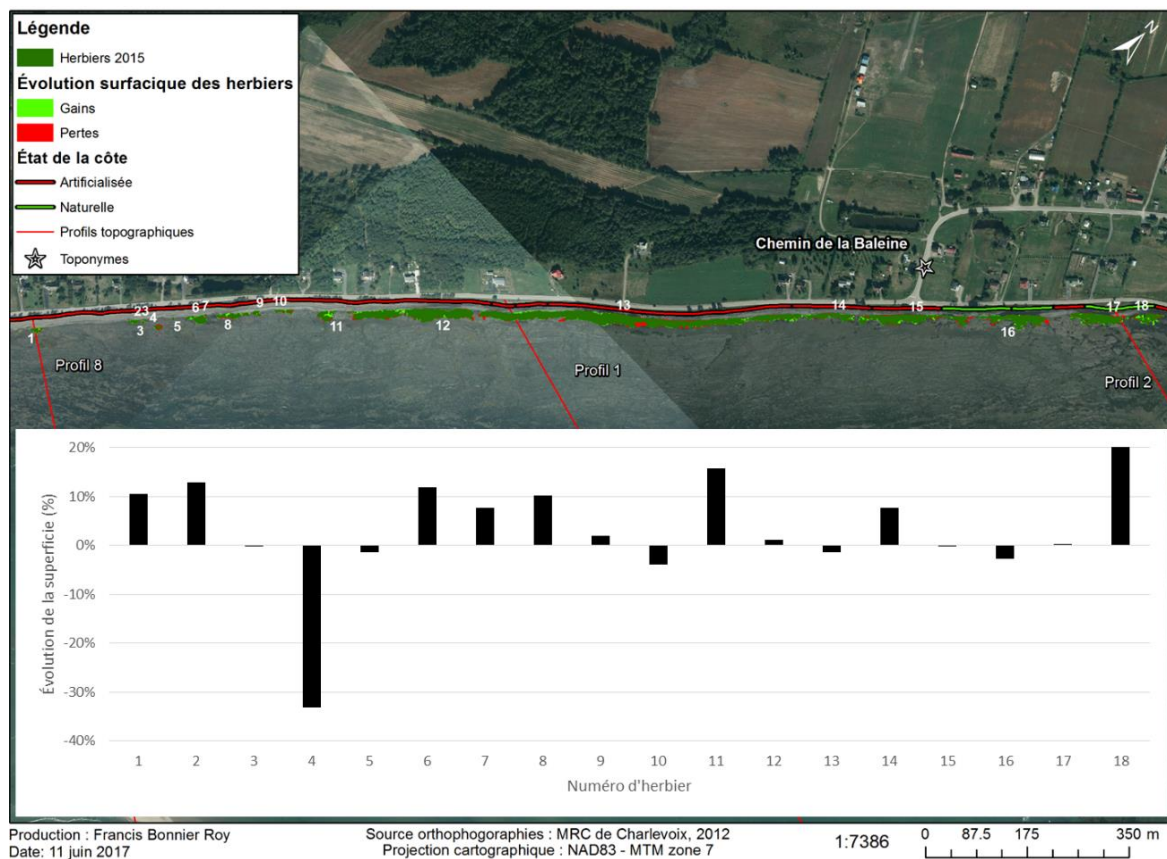 Légende
Herbiers 2015
Évolution surfacique des herbiers
Gains
Pertes
État de la côte
Artificialisée
Naturelle
Profils topographiques
Toponymes
N
Chemin de la Baleine
1
23
3
4
5
6
7
8
9
10
11
12
13
14
15
16
17
18
Profil 8
Profil 1
Profil 2
Évolution de la superficie (%)
20%
10%
0%
-10%
-20%
-30%
-40%
1 2 3 4 5 6 7 8 9 10 11 12 13 14 15 16 17 18
Numéro d'herbier
Production : Francis Bonnier Roy
Date: 11 juin 2017
Source orthophogoraphies : MRC de Charlevoix, 2012
Projection cartographique : NAD83 - MTM zone 7
1:7386
0 87.5 175 350 m